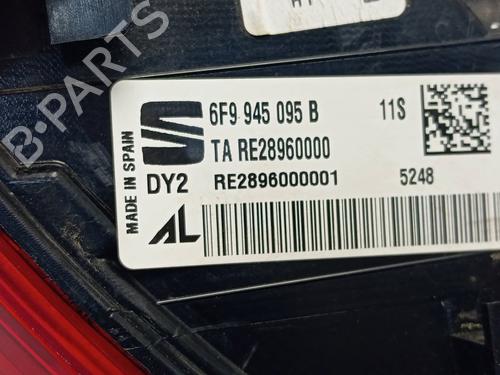 6F9 945 095 B 11S
TA RE28960000
DY2 RE2896000001 5248
MADE IN SPAIN
AL
B-PARTS